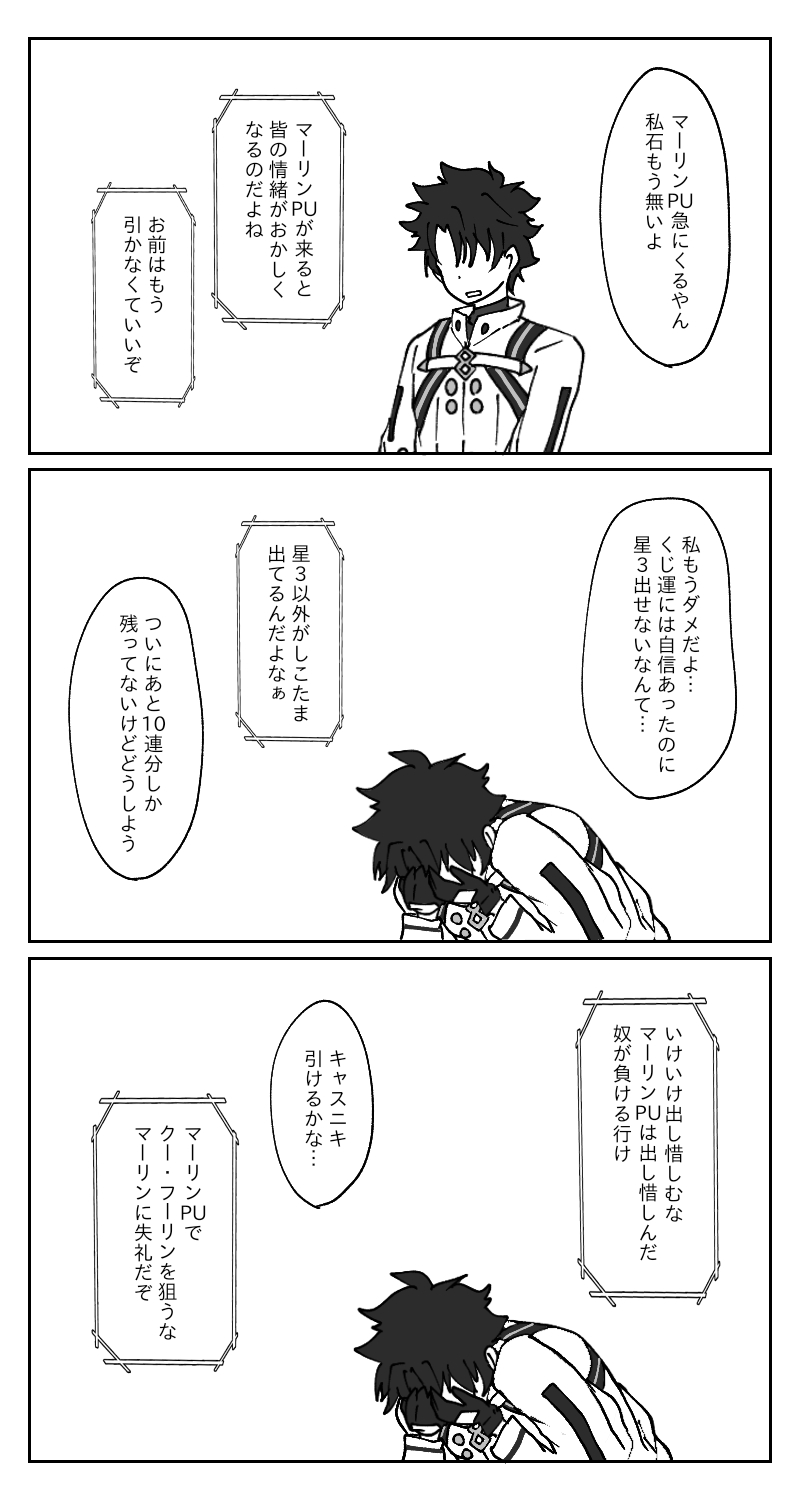 マーリンPU急にくるやん
私石もう無いよ
マーリンPUが来ると
皆の情緒がおかしく
なるのだよね
お前はもう
引かなくていいぞ
私もうダメだよ…
くじ運には自信あったのに
星3出せないなんて…
星3以外がしこたま
出てるんだよなぁ
ついにあと10連分しか
残ってないけどどうしよう
いけいけ出し惜しむな
マーリンPUは出し惜しんだ
奴が負ける行け
キャスニキ
引けるかな…
マーリンPUで
クー・フーリンを狙うな
マーリンに失礼だぞ